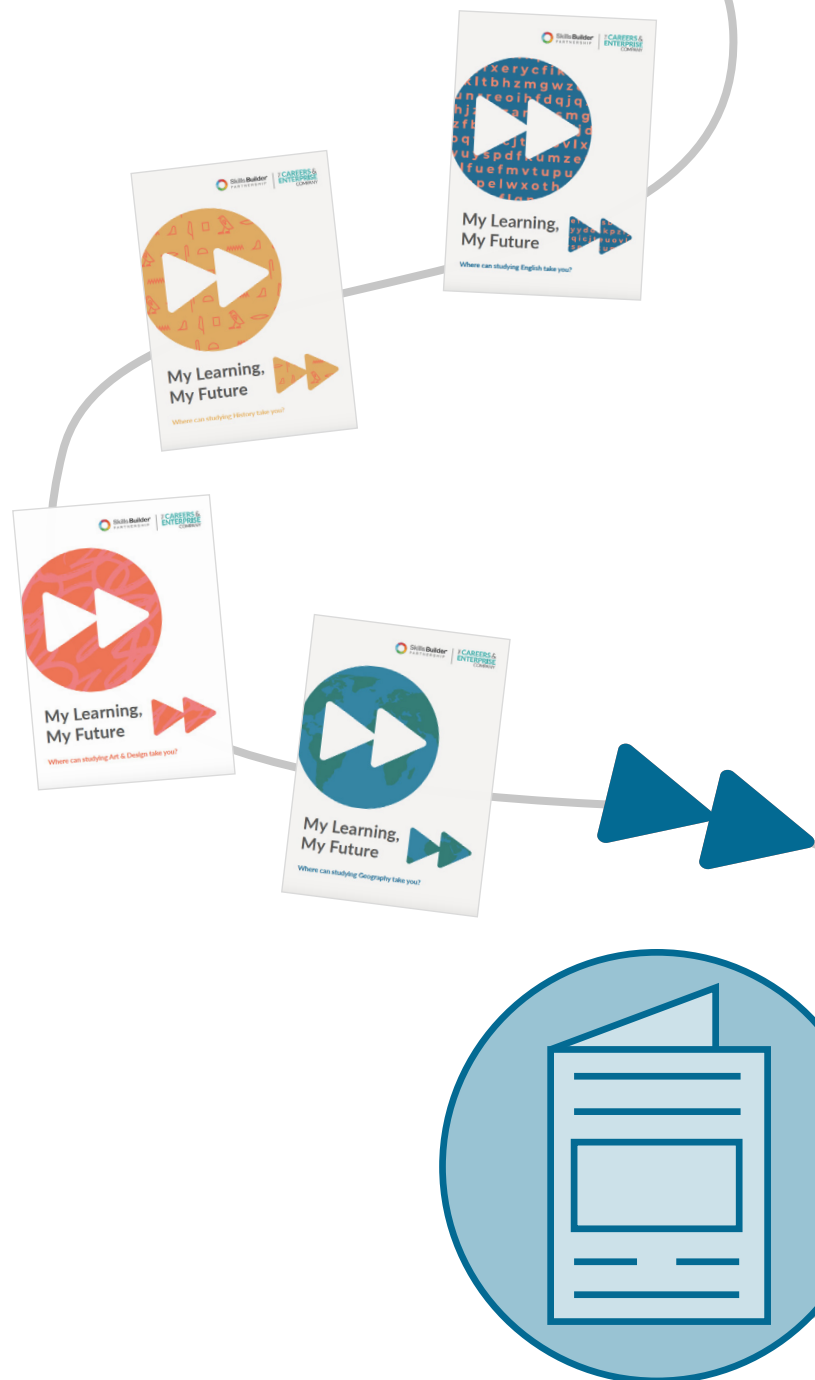 Skills Builder
PARTNERSHIP
THE CAREERS &
ENTERPRISE
COMPANY
My Learning,
My Future
Where can studying English take you?
Skills Builder
PARTNERSHIP
THE CAREERS &
ENTERPRISE
COMPANY
My Learning,
My Future
Where can studying History take you?
Skills Builder
PARTNERSHIP
THE CAREERS &
ENTERPRISE
COMPANY
My Learning,
My Future
Where can studying Art & Design take you?
Skills Builder
PARTNERSHIP
THE CAREERS &
ENTERPRISE
COMPANY
My Learning,
My Future
Where can studying Geography take you?